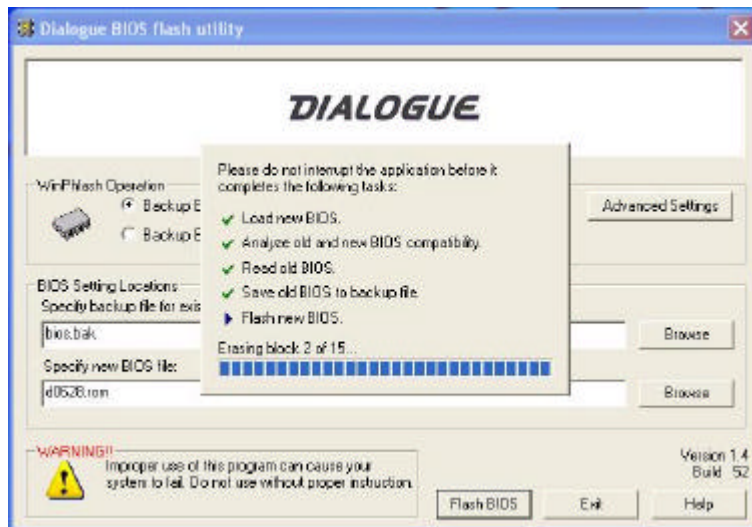 Dialogue BIOS flash utility
DIALOGUE
Please do not interrupt the application before it
completes the following tasks:
Load new BIOS.
Analyze old and new BIOS compatibility.
Read old BIOS.
Save old BIOS to backup file.
Flash new BIOS.
Erasing block 2 of 15...
WinPhlash Operation
Backup B
Backup B
Advanced Settings
BIOS Setting Locations
Specify backup file for exis
bios.bak
Browse
Specify new BIOS file:
d0528.rom
Browse
WARNING!!
Improper use of this program can cause your
system to fail. Do not use without proper instruction.
Version 1.4
Build 52
Flash BIOS
Exit
Help